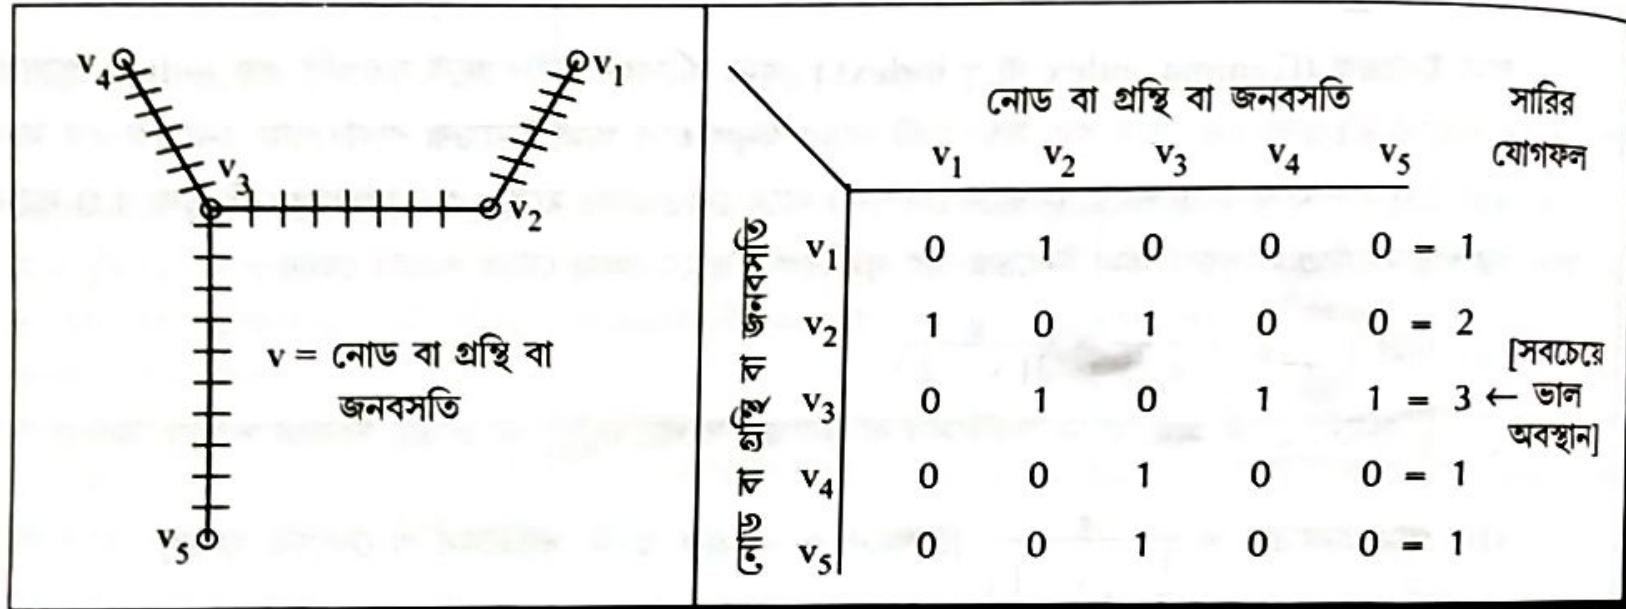 v₄
v₁
v₃
v₂
v = নোড বা গ্রন্থি বা
জনবসতি
v₅
নোড বা গ্রন্থি বা জনবসতি
সারির
যোগফল
v₁ v₂ v₃ v₄ v₅
নোড বা গ্রন্থি বা জনবসতি
v₁ 0 1 0 0 0 = 1
v₂ 1 0 1 0 0 = 2
v₃ 0 1 0 1 1 = 3 ← [সবচেয়ে
ভাল
অবস্থান]
v₄ 0 0 1 0 0 = 1
v₅ 0 0 1 0 0 = 1